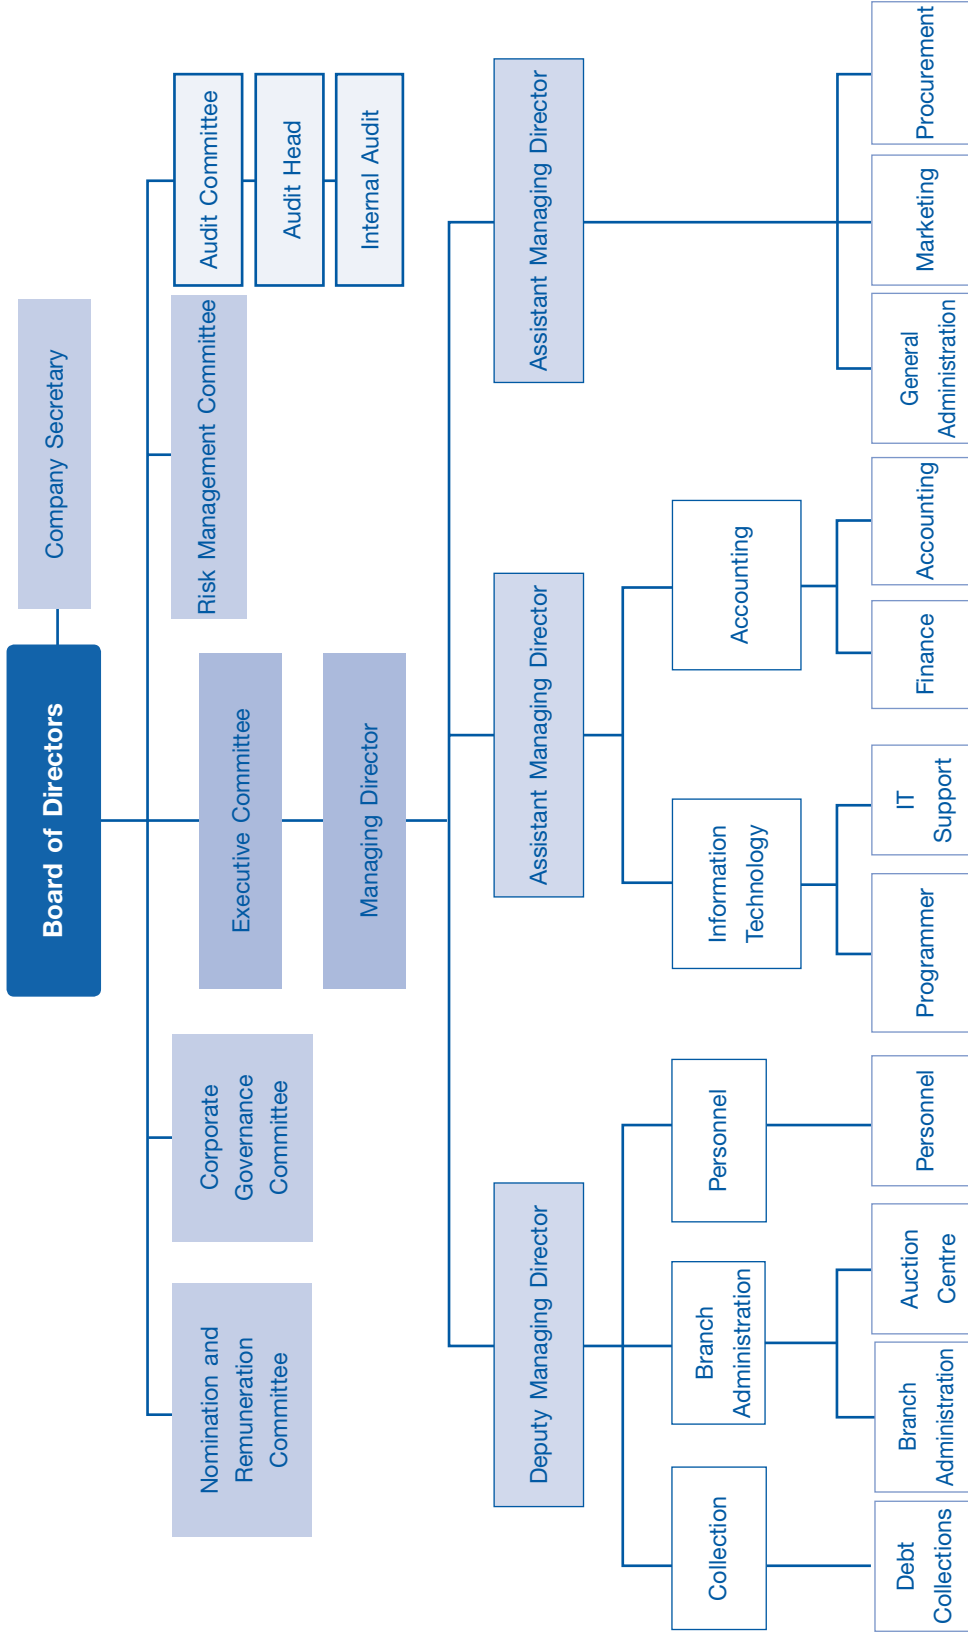 Board of Directors
Company Secretary
Nomination and
Remuneration
Committee
Corporate
Governance
Committee
Executive Committee
Risk Management Committee
Audit Committee
Audit Head
Internal Audit
Managing Director
Deputy Managing Director
Assistant Managing Director
Assistant Managing Director
Collection
Branch
Administration
Personnel
Information
Technology
Accounting
Debt
Collections
Branch
Administration
Auction
Centre
Personnel
Programmer
IT
Support
Finance
Accounting
General
Administration
Marketing
Procurement